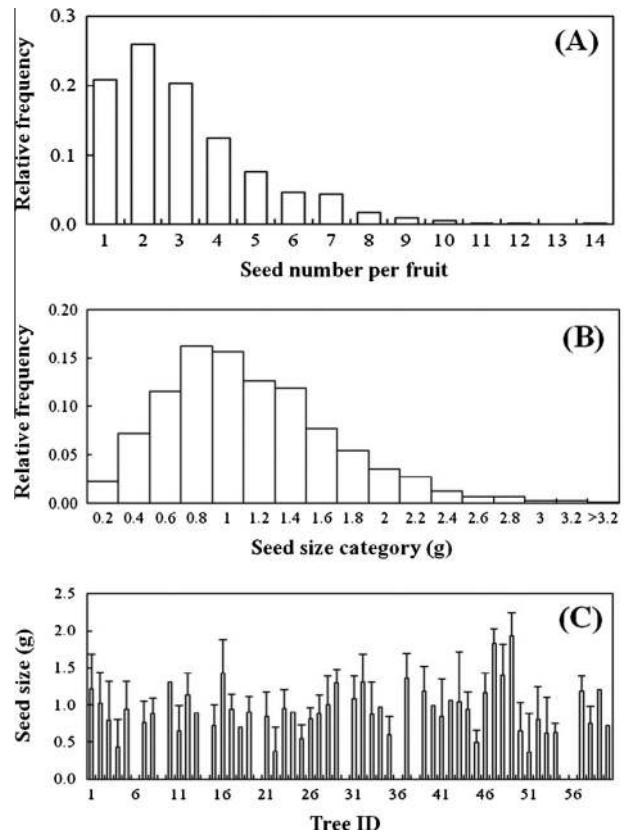 (A)
Relative frequency
0.3
0.2
0.1
0.0
1 2 3 4 5 6 7 8 9 10 11 12 13 14
Seed number per fruit
(B)
Relative frequency
0.20
0.15
0.10
0.05
0.00
0.2 0.4 0.6 0.8 1 1.2 1.4 1.6 1.8 2 2.2 2.4 2.6 2.8 3 3.2 >3.2
Seed size category (g)
(C)
Seed size (g)
2.5
2.0
1.5
1.0
0.5
0.0
1 6 11 16 21 26 31 36 41 46 51 56
Tree ID